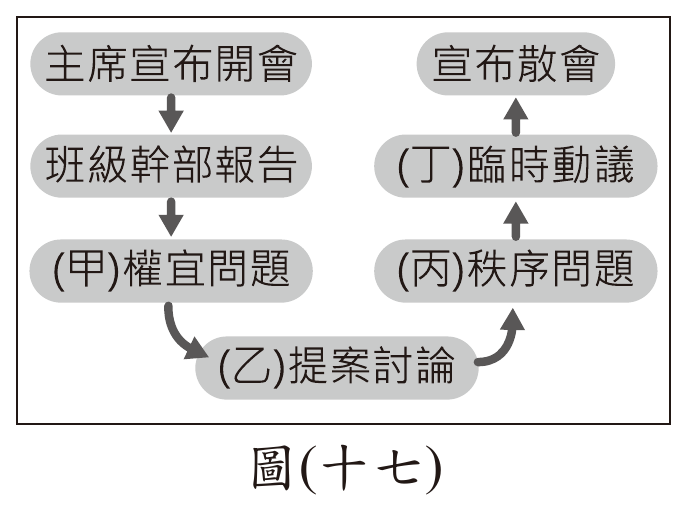 主席宣布開會
班級幹部報告
(甲)權宜問題
(乙)提案討論
(丙)秩序問題
(丁)臨時動議
宣布散會
圖(十七)